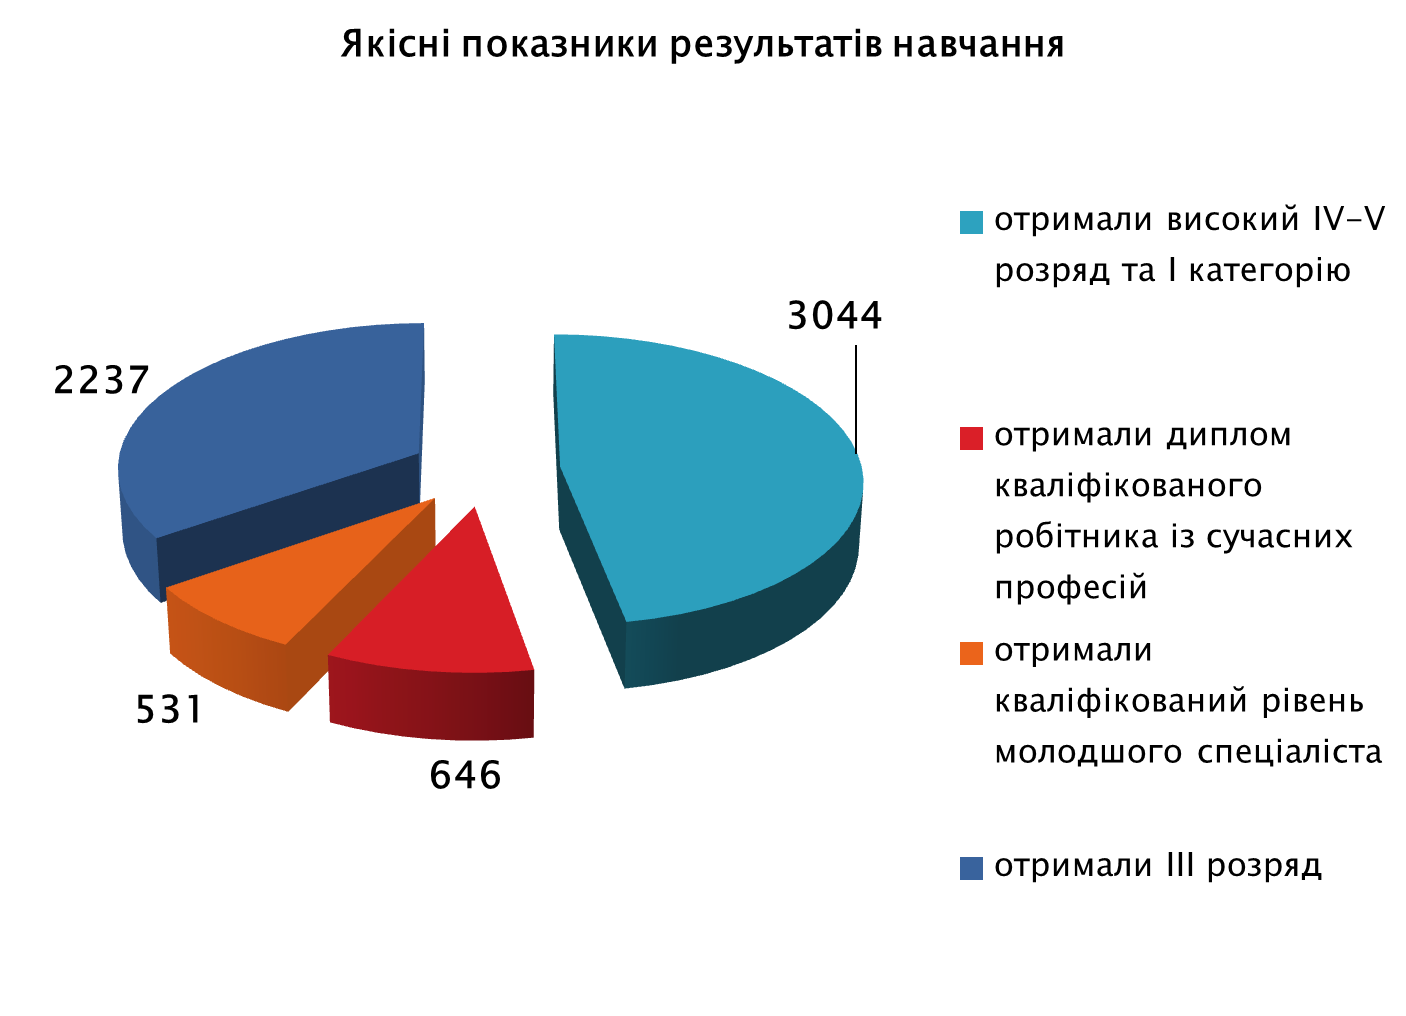 Якісні показники результатів навчання
3044
2237
531
646
отримали високий IV–V
розряд та І категорію
отримали диплом
кваліфікованого
робітника із сучасних
професій
отримали
кваліфікований рівень
молодшого спеціаліста
отримали ІІІ розряд